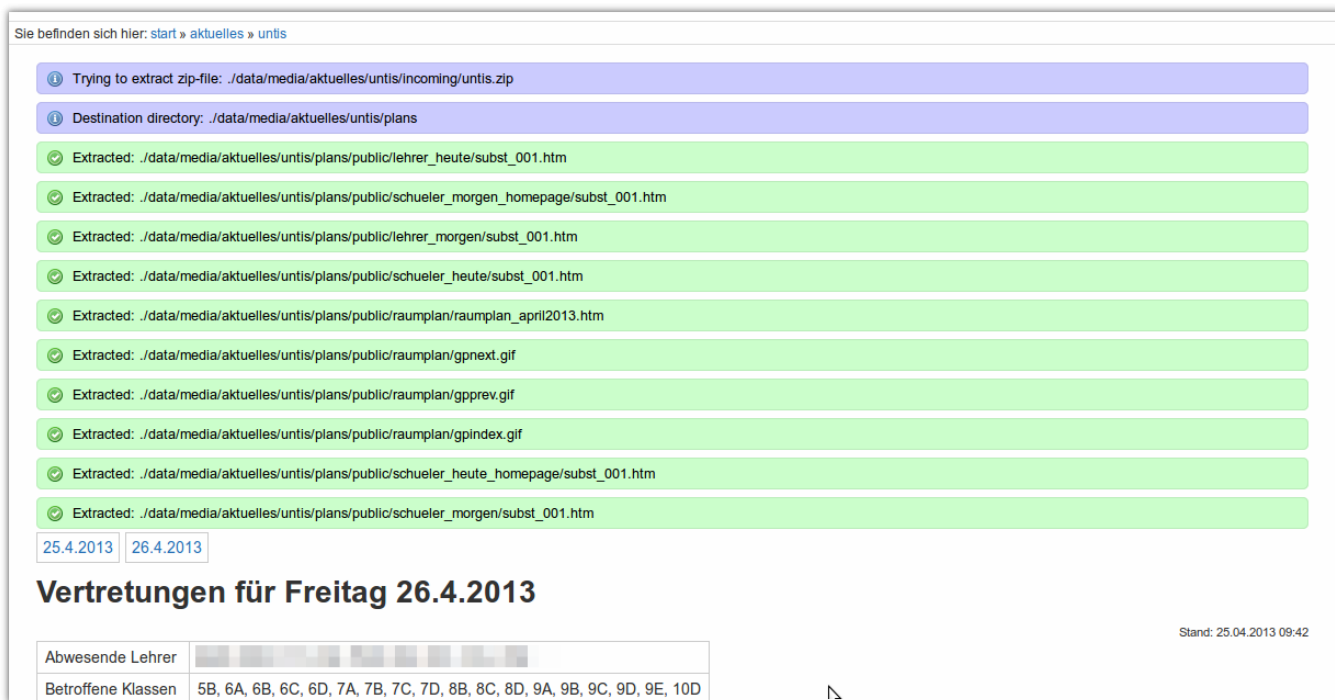 Sie befinden sich hier: start » aktuelles » untis
Trying to extract zip-file: ./data/media/aktuelles/untis/incoming/untis.zip
Destination directory: ./data/media/aktuelles/untis/plans
Extracted: ./data/media/aktuelles/untis/plans/public/lehrer_heute/subst_001.htm
Extracted: ./data/media/aktuelles/untis/plans/public/schueler_morgen_homepage/subst_001.htm
Extracted: ./data/media/aktuelles/untis/plans/public/lehrer_morgen/subst_001.htm
Extracted: ./data/media/aktuelles/untis/plans/public/schueler_heute/subst_001.htm
Extracted: ./data/media/aktuelles/untis/plans/public/raumplan/raumplan_april2013.htm
Extracted: ./data/media/aktuelles/untis/plans/public/raumplan/gpnext.gif
Extracted: ./data/media/aktuelles/untis/plans/public/raumplan/gpprev.gif
Extracted: ./data/media/aktuelles/untis/plans/public/raumplan/gpindex.gif
Extracted: ./data/media/aktuelles/untis/plans/public/schueler_heute_homepage/subst_001.htm
Extracted: ./data/media/aktuelles/untis/plans/public/schueler_morgen/subst_001.htm
25.4.2013 26.4.2013
Vertretungen für Freitag 26.4.2013
Stand: 25.04.2013 09:42
Abwesende Lehrer
Betroffene Klassen 5B, 6A, 6B, 6C, 6D, 7A, 7B, 7C, 7D, 8B, 8C, 8D, 9A, 9B, 9C, 9D, 9E, 10D